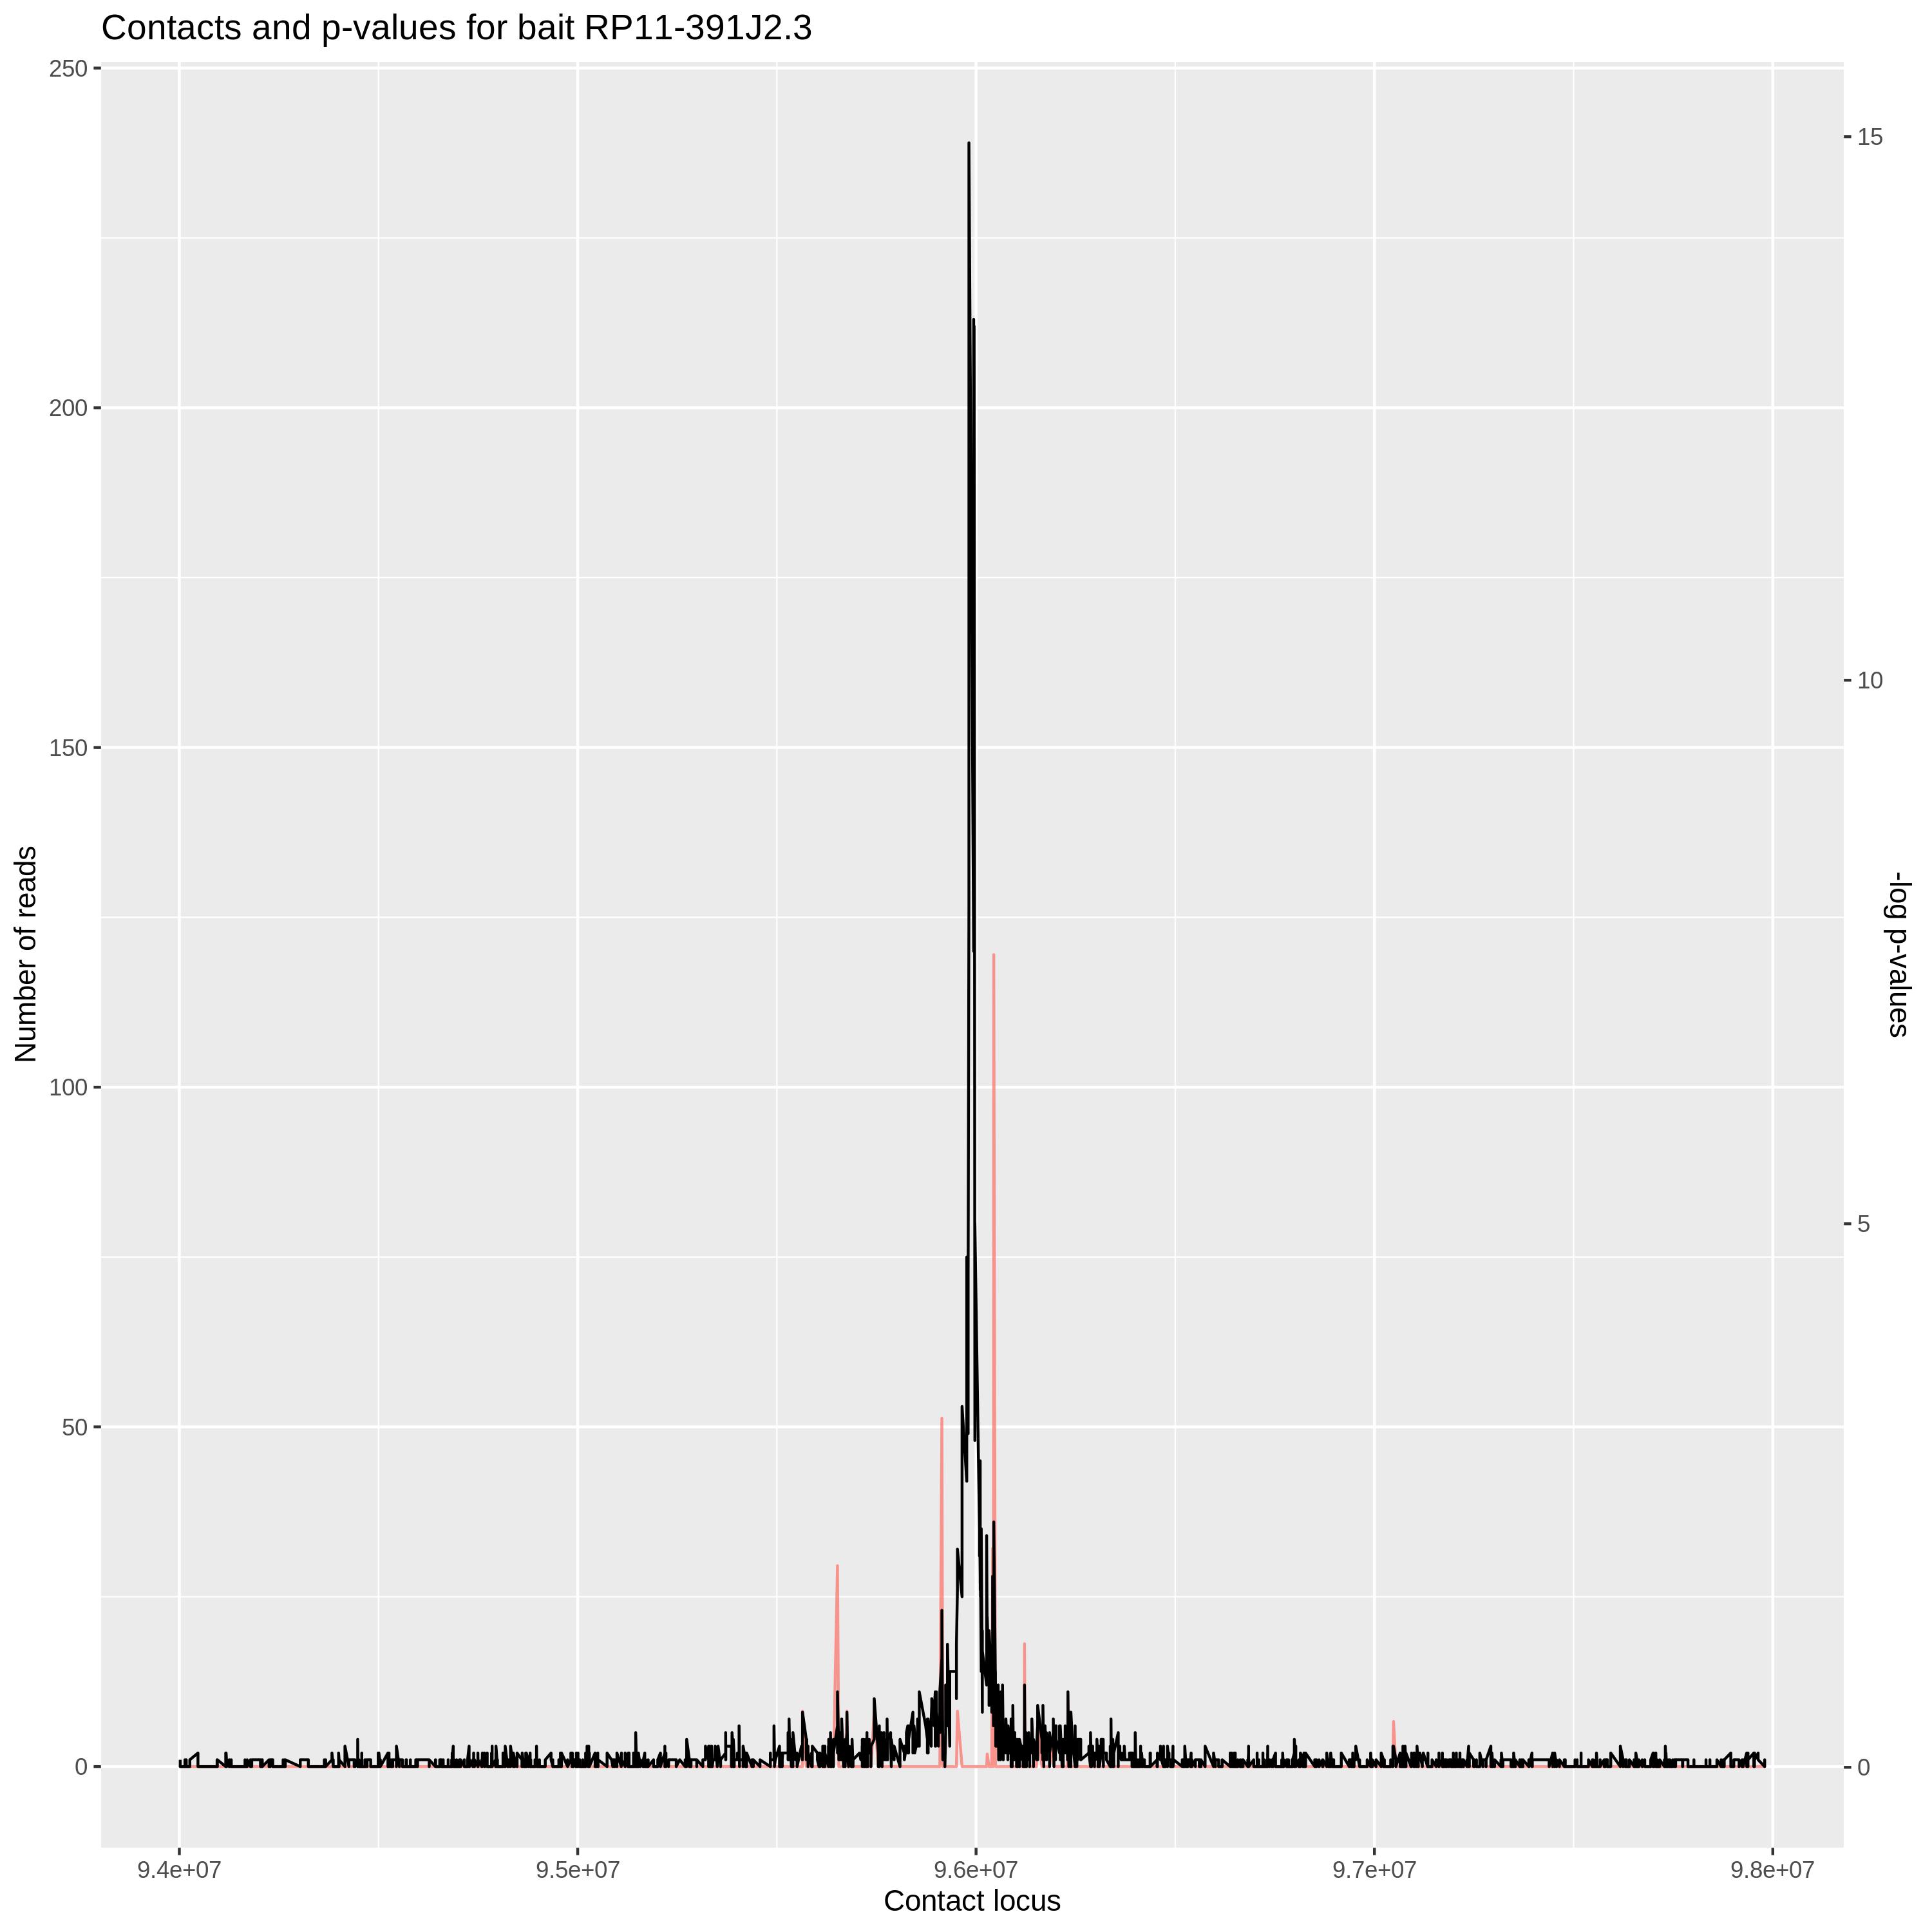 Contacts and p-values for bait RP11-391J2.3
250
200
150
100
50
0
Number of reads
15
10
5
0
-log p-values
9.4e+07
9.5e+07
9.6e+07
9.7e+07
9.8e+07
Contact locus